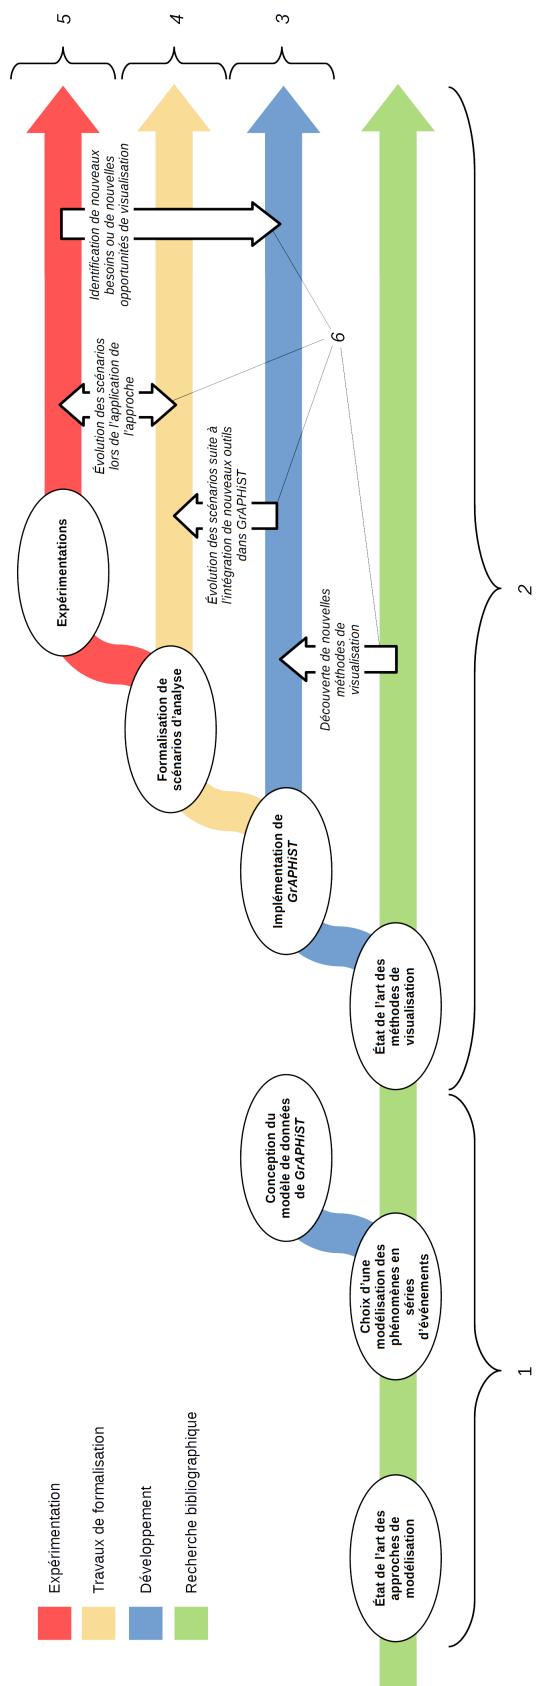 Expérimentation
Travaux de formalisation
Développement
Recherche bibliographique
5
4
3
Identification de nouveaux
besoins ou de nouvelles
opportunités de visualisation
Évolution des scénarios
lors de l'application de
l'approche
6
Évolution des scénarios suite à
l'intégration de nouveaux outils
dans GrAPHiST
Découverte de nouvelles
méthodes de
visualisation
Expérimentations
Formalisation de
scénarios d'analyse
Implémentation de
GrAPHiST
État de l'art des
méthodes de
visualisation
Conception du
modèle de données
de GrAPHiST
Choix d'une
modélisation des
phénomènes en
séries
d'événements
État de l'art des
approches de
modélisation
1
2